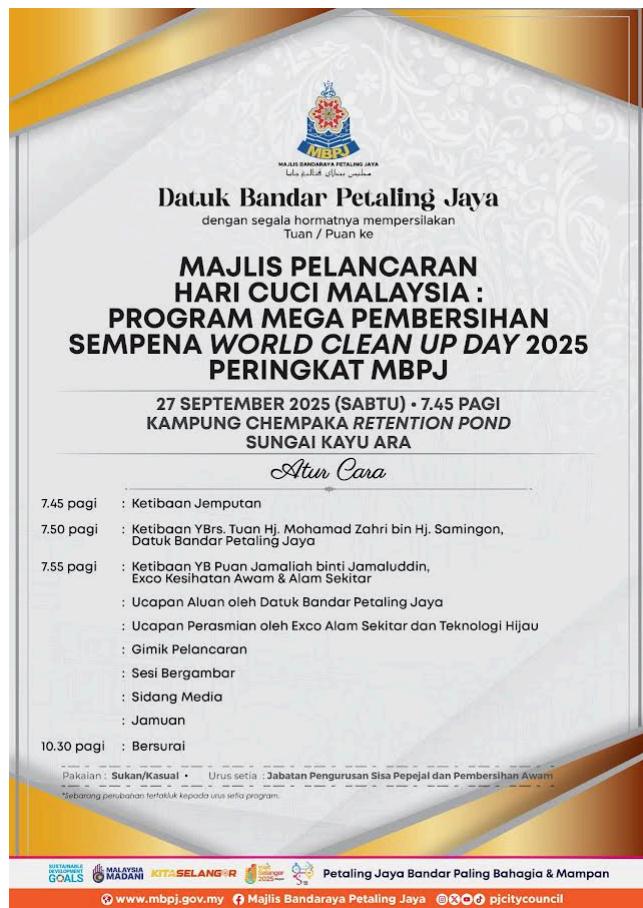 MBPJ
MAJLIS BANDARAYA PETALING JAYA
مجليس بندراي ڤتاليڠ جاي
Datuk Bandar Petaling Jaya
dengan segala hormatnya mempersilakan
Tuan / Puan ke
MAJLIS PELANCARAN
HARI CUCI MALAYSIA :
PROGRAM MEGA PEMBERSIHAN
SEMPENA WORLD CLEAN UP DAY 2025
PERINGKAT MBPJ
27 SEPTEMBER 2025 (SABTU) • 7.45 PAGI
KAMPUNG CHEMPAKA RETENTION POND
SUNGAI KAYU ARA
Atur Cara
7.45 pagi : Ketibaan Jemputan
7.50 pagi : Ketibaan YBrs. Tuan Hj. Mohamad Zahri bin Hj. Samingon,
Datuk Bandar Petaling Jaya
7.55 pagi : Ketibaan YB Puan Jamaliah binti Jamaluddin,
Exco Kesihatan Awam & Alam Sekitar
: Ucapan Aluan oleh Datuk Bandar Petaling Jaya
: Ucapan Perasmian oleh Exco Alam Sekitar dan Teknologi Hijau
: Gimik Pelancaran
: Sesi Bergambar
: Sidang Media
: Jamuan
10.30 pagi : Bersurai
Pakaian : Sukan/Kasual • Urus setia : Jabatan Pengurusan Sisa Pepejal dan Pembersihan Awam
*Sebarang perubahan tertakluk kepada urus setia program.
SUSTAINABLE DEVELOPMENT GOALS MALAYSIA MADANI KITASELANGOR Selangor 2025 Petaling Jaya Bandar Paling Bahagia & Mampan
www.mbpj.gov.my Majlis Bandaraya Petaling Jaya pjcitycouncil